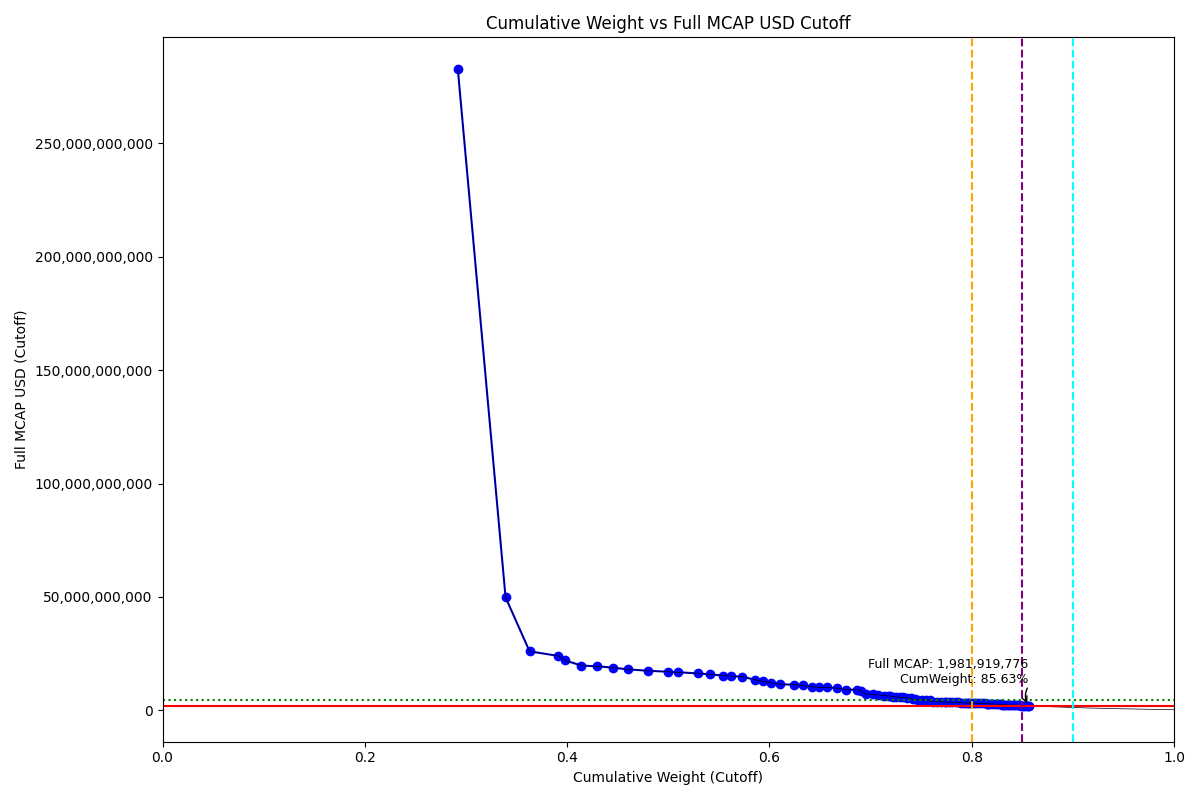 Cumulative Weight vs Full MCAP USD Cutoff
Full MCAP USD (Cutoff)
250,000,000,000
200,000,000,000
150,000,000,000
100,000,000,000
50,000,000,000
0
Full MCAP: 1,981,919,776
CumWeight: 85.63%
0.0 0.2 0.4 0.6 0.8 1.0
Cumulative Weight (Cutoff)